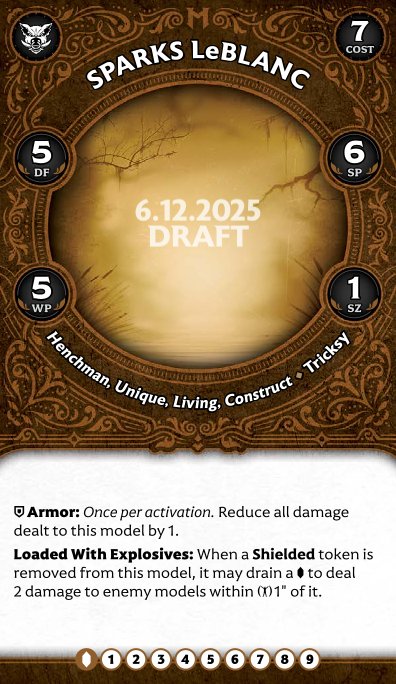 M
7
COST
SPARKS LeBLANC
5
DF
6
SP
6.12.2025
DRAFT
5
WP
1
SZ
Henchman, Unique, Living, Construct ◆ Tricksy
Armor: Once per activation. Reduce all damage
dealt to this model by 1.
Loaded With Explosives: When a Shielded token is
removed from this model, it may drain a to deal
2 damage to enemy models within 1" of it.
1 2 3 4 5 6 7 8 9